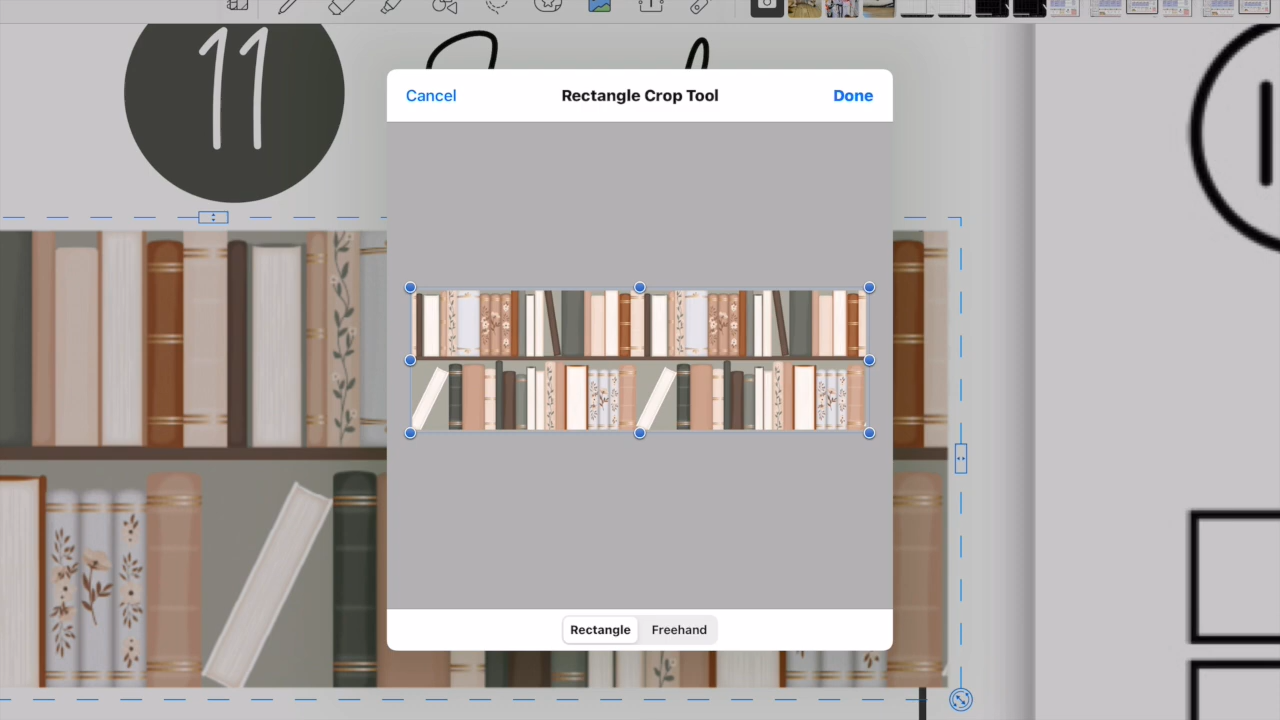 11
Cancel
Rectangle Crop Tool
Done
Rectangle
Freehand